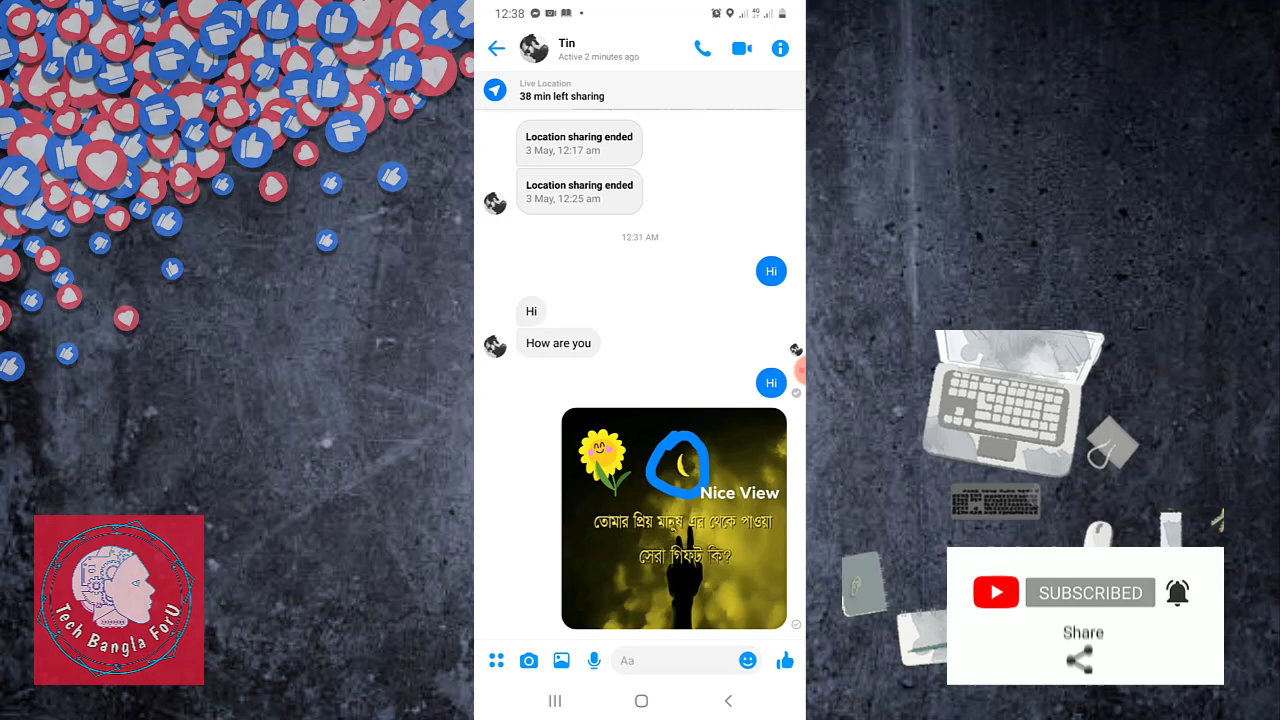 12:38
4G
Tin
Active 2 minutes ago
Live Location
38 min left sharing
Location sharing ended
3 May, 12:17 am
Location sharing ended
3 May, 12:25 am
12:31 AM
Hi
Hi
How are you
Hi
Nice View
তোমার প্রিয় মানুষ এর থেকে পাওয়া
সেরা গিফট কি?
Aa
Tech Bangla ForU
SUBSCRIBED
Share